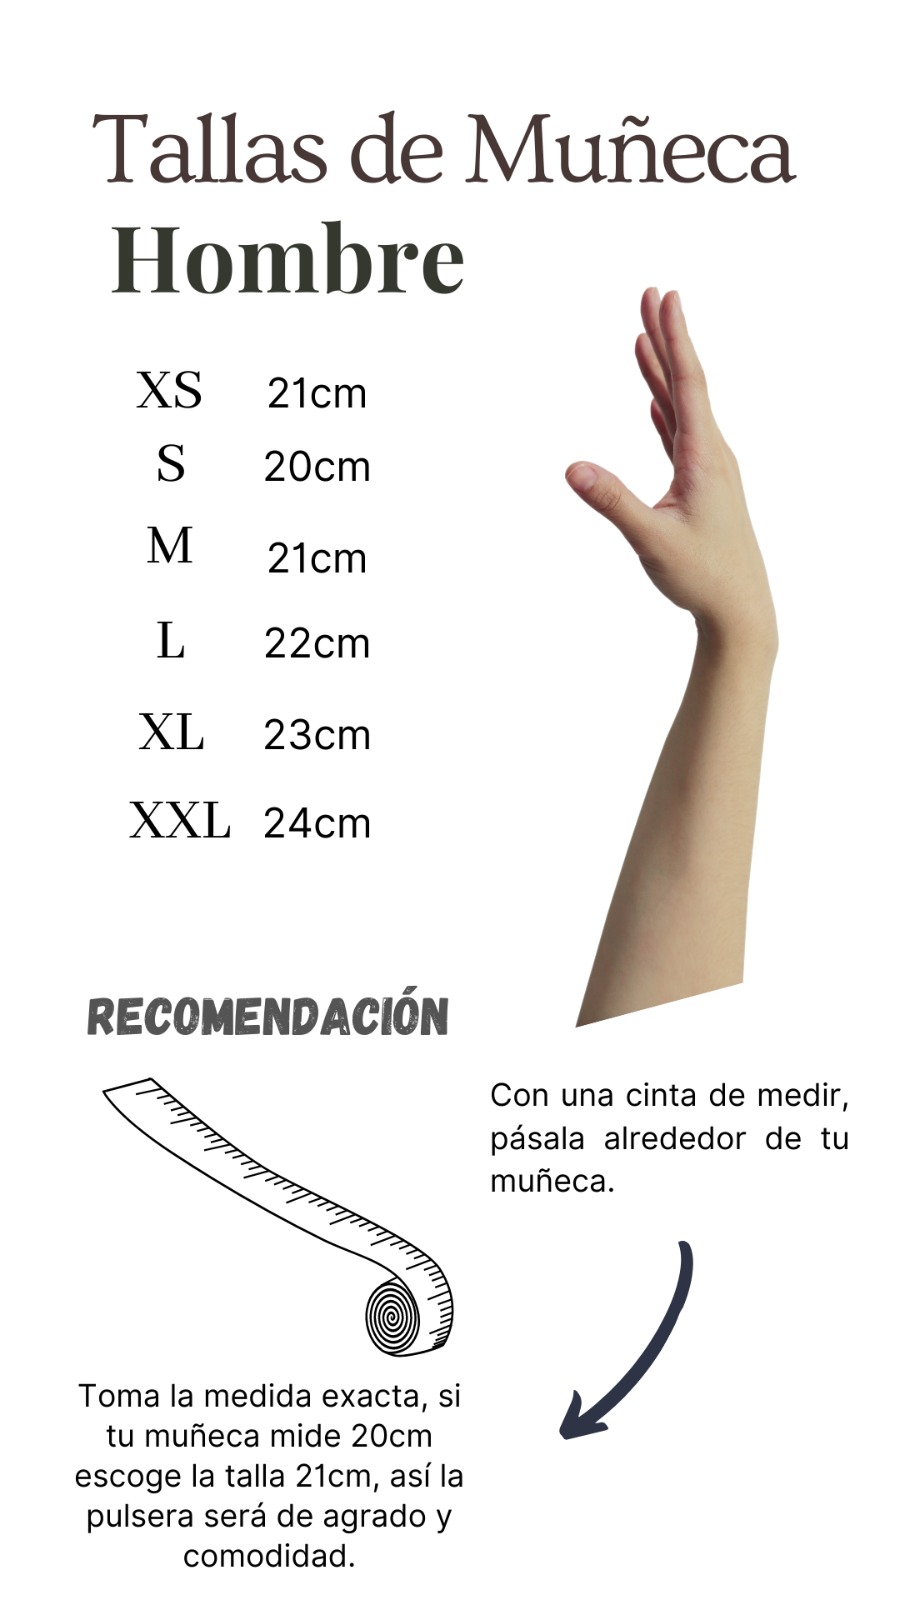 Tallas de Muñeca
Hombre
XS 21cm
S 20cm
M 21cm
L 22cm
XL 23cm
XXL 24cm
RECOMENDACIÓN
Con una cinta de medir,
pásala alrededor de tu
muñeca.
Toma la medida exacta, si
tu muñeca mide 20cm
escoge la talla 21cm, así la
pulsera será de agrado y
comodidad.